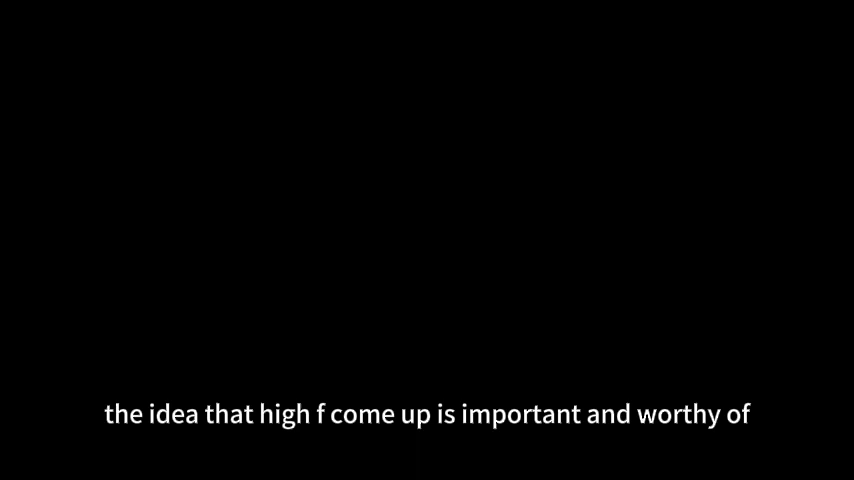 the idea that high f come up is important and worthy of